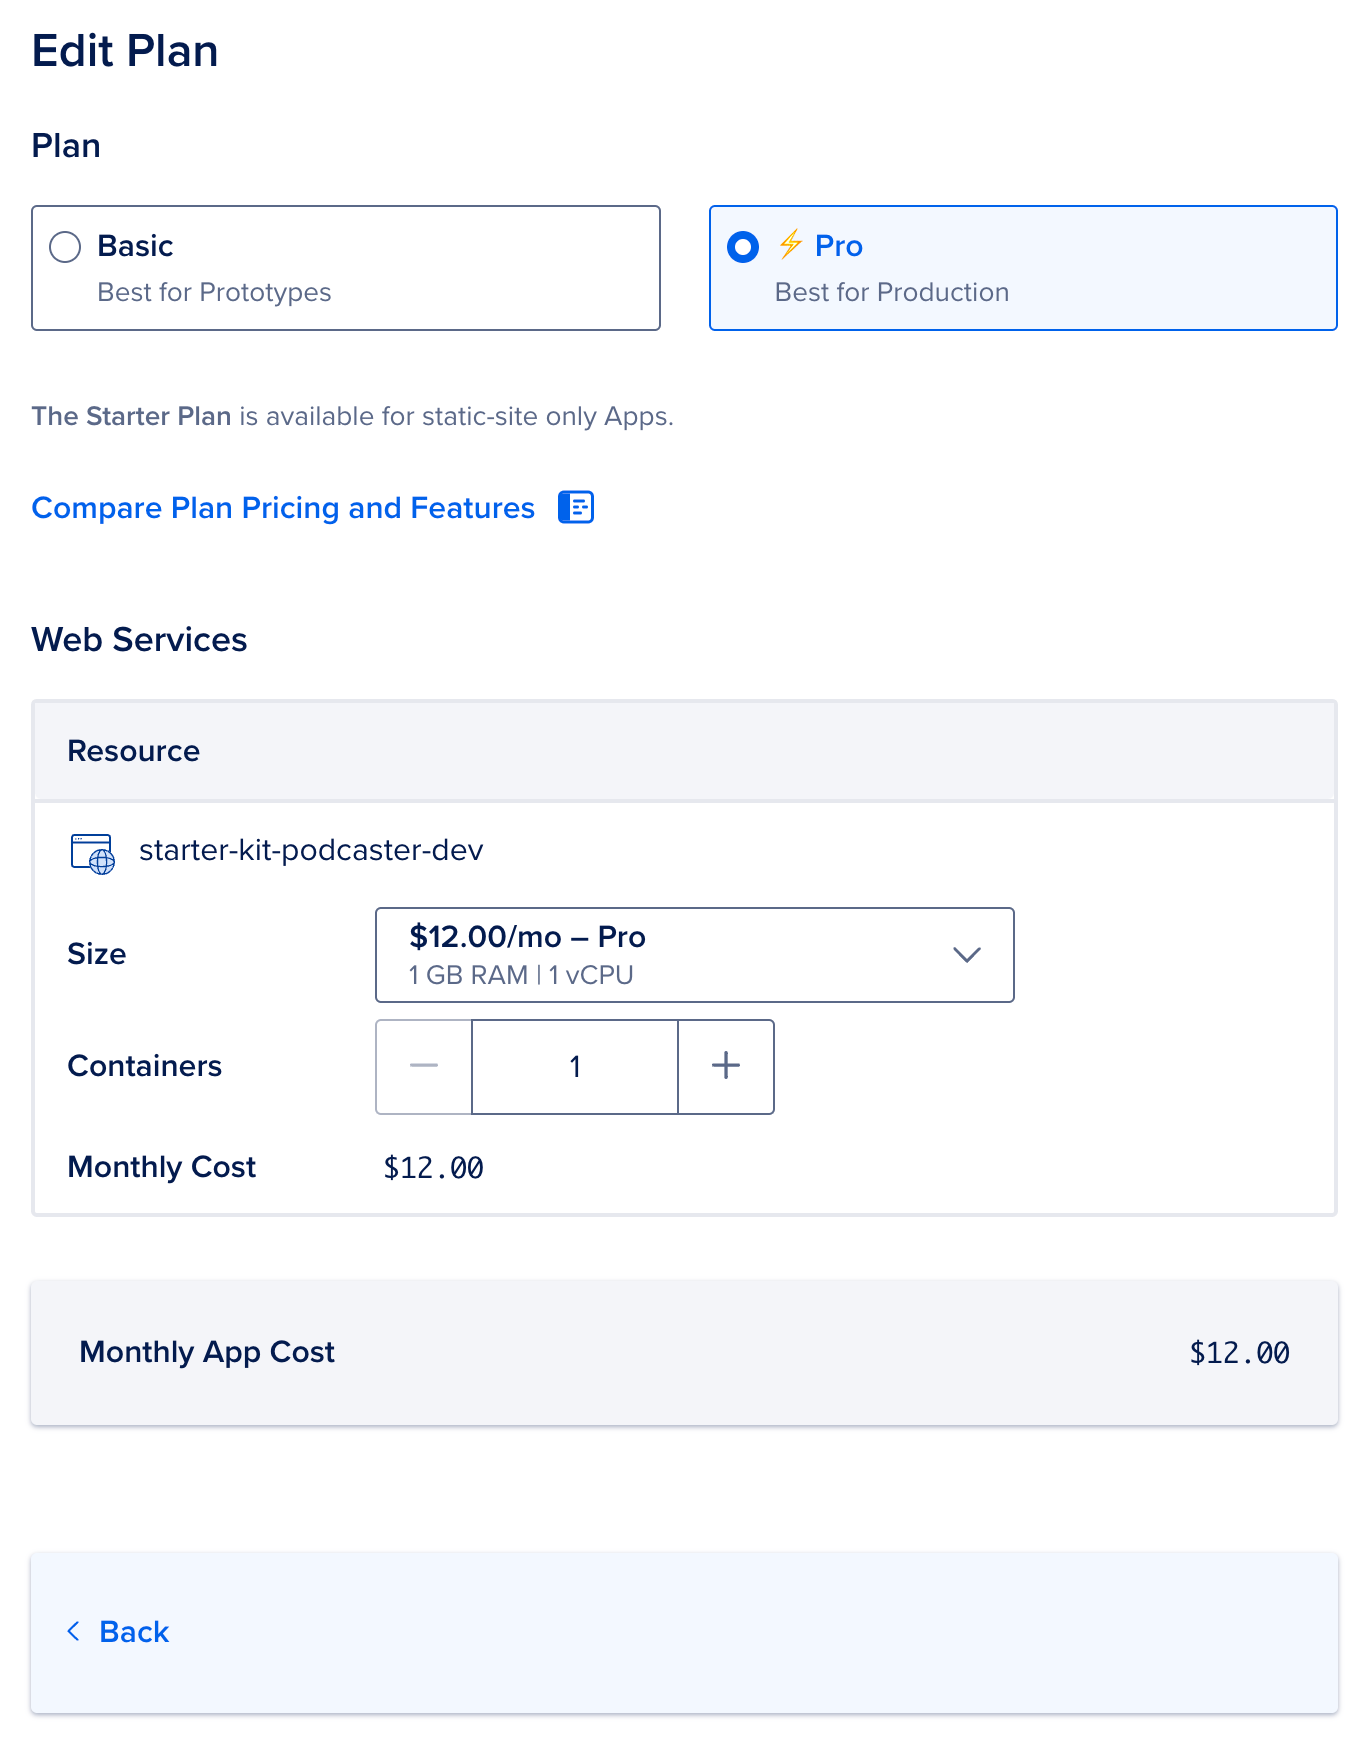 Edit Plan
Plan
Basic
Best for Prototypes
⚡ Pro
Best for Production
The Starter Plan is available for static-site only Apps.
Compare Plan Pricing and Features
Web Services
Resource
starter-kit-podcaster-dev
Size
$12.00/mo – Pro
1 GB RAM | 1 vCPU
Containers
— 1 +
Monthly Cost $12.00
Monthly App Cost $12.00
Back